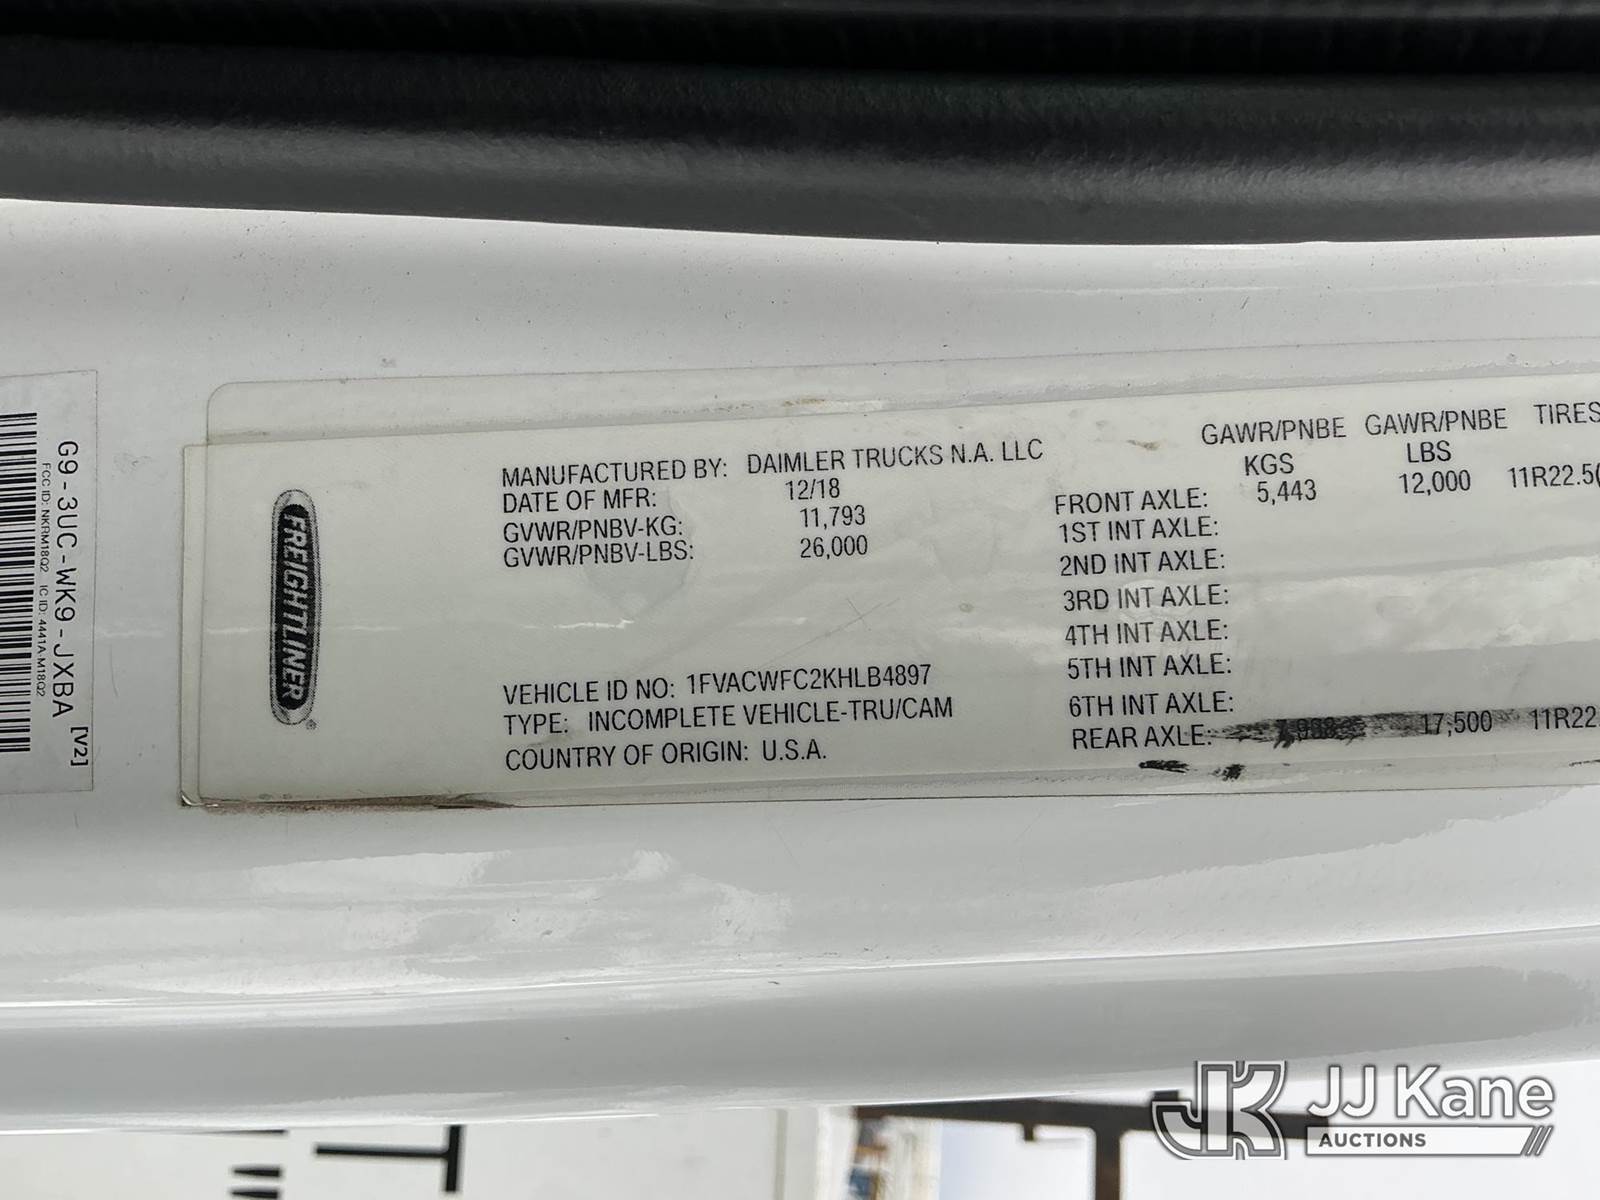 MANUFACTURED BY: DAIMLER TRUCKS N.A. LLC
DATE OF MFR: 12/18
GVWR/PNBV-KG: 11,793
GVWR/PNBV-LBS: 26,000
VEHICLE ID NO: 1FVACWFC2KHLB4897
TYPE: INCOMPLETE VEHICLE-TRU/CAM
COUNTRY OF ORIGIN: U.S.A.
GAWR/PNBE GAWR/PNBE TIRES
KGS LBS
FRONT AXLE: 5,443 12,000 11R22.5(
1ST INT AXLE:
2ND INT AXLE:
3RD INT AXLE:
4TH INT AXLE:
5TH INT AXLE:
6TH INT AXLE:
REAR AXLE: 17,500 11R22
FREIGHTLINER
G9-3UC-WK9-JXBA [V2]
FCC ID: NKRM18Q2 IC ID: 4441A-M18Q2
T
JK JJ Kane
AUCTIONS